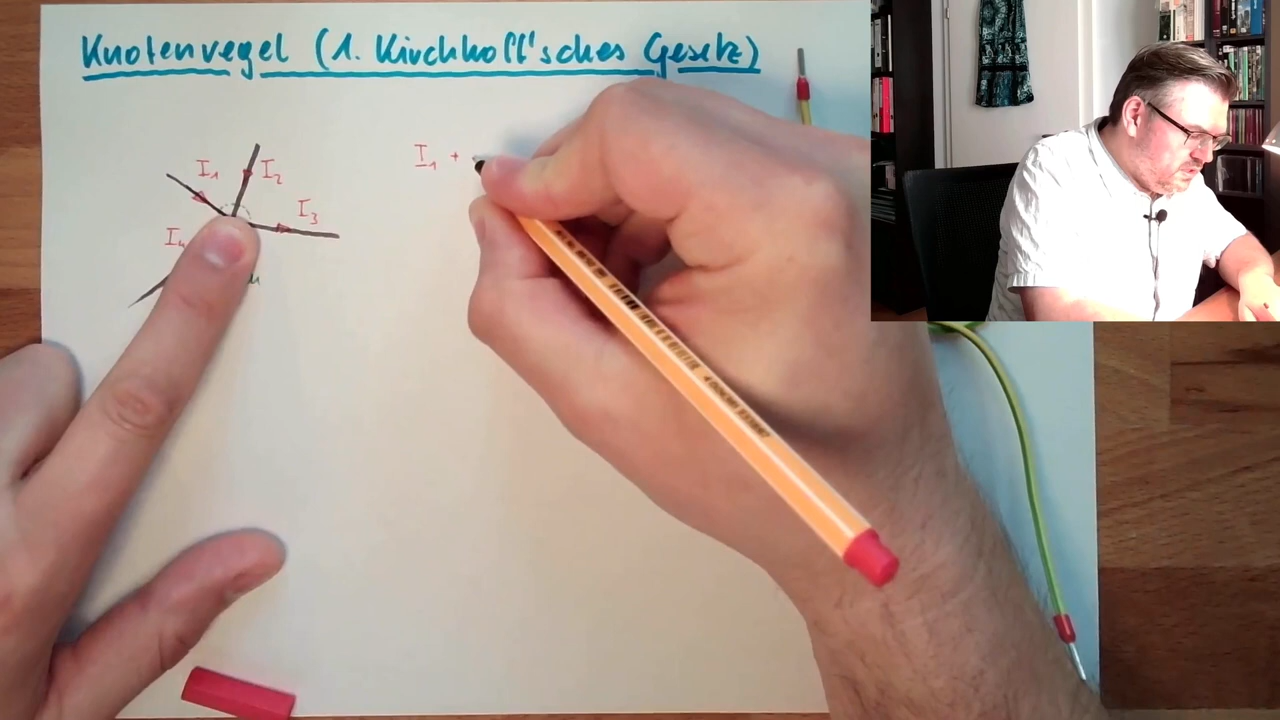 Knotenregel (1. Kirchhoff'sches Gesetz)
I₁ I₂
I₁ +
I₃
I₄